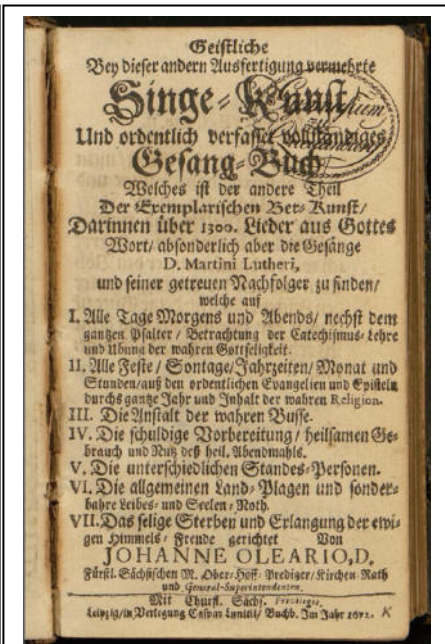 Geistliche
Bey dieser andern Ausfertigung vermehrte
Singe-Kunst/
Und ordentlich verfasset vollständiges
Gesang-Buch
Welches ist der andere Theil
Der Exemplarischen Bet-Kunst/
Darinnen über 1300. Lieder aus Gottes
Wort/ absonderlich aber die Gesänge
D. Martini Lutheri,
und seiner getreuen Nachfolger zu finden/
welche auf
I. Alle Tage Morgens und Abends/ nechst dem
gantzen Psalter/ Betrachtung der Catechismus-Lehre
und Ubung der wahren Gottseligkeit.
II. Alle Feste/ Sontage/ Jahrzeiten/ Monat und
Stunden/ auß den ordentlichen Evangelien und Episteln
durchs gantze Jahr und Inhalt der wahren Religion.
III. Die Anstalt der wahren Busse.
IV. Die schuldige Vorbereitung/ heilsamen Ge-
brauch und Nutz deß heil. Abendmahls.
V. Die unterschiedlichen Standes-Personen.
VI. Die allgemeinen Land-Plagen und sonder-
bahre Leibes- und Seelen-Noth.
VII. Das selige Sterben und Erlangung der ewi-
gen Himmels-Freude gerichtet Von
JOHANNE OLEARIO, D.
Fürstl. Sächsischen M. Ober-Hoff-Prediger/ Kirchen-Rath
und General-Superintendenten.
Mit Churfl. Sächs. Privilegio.
Leipzig/ in Verlegung Caspar Lunitii/ Buchh. Im Jahr 1671. K